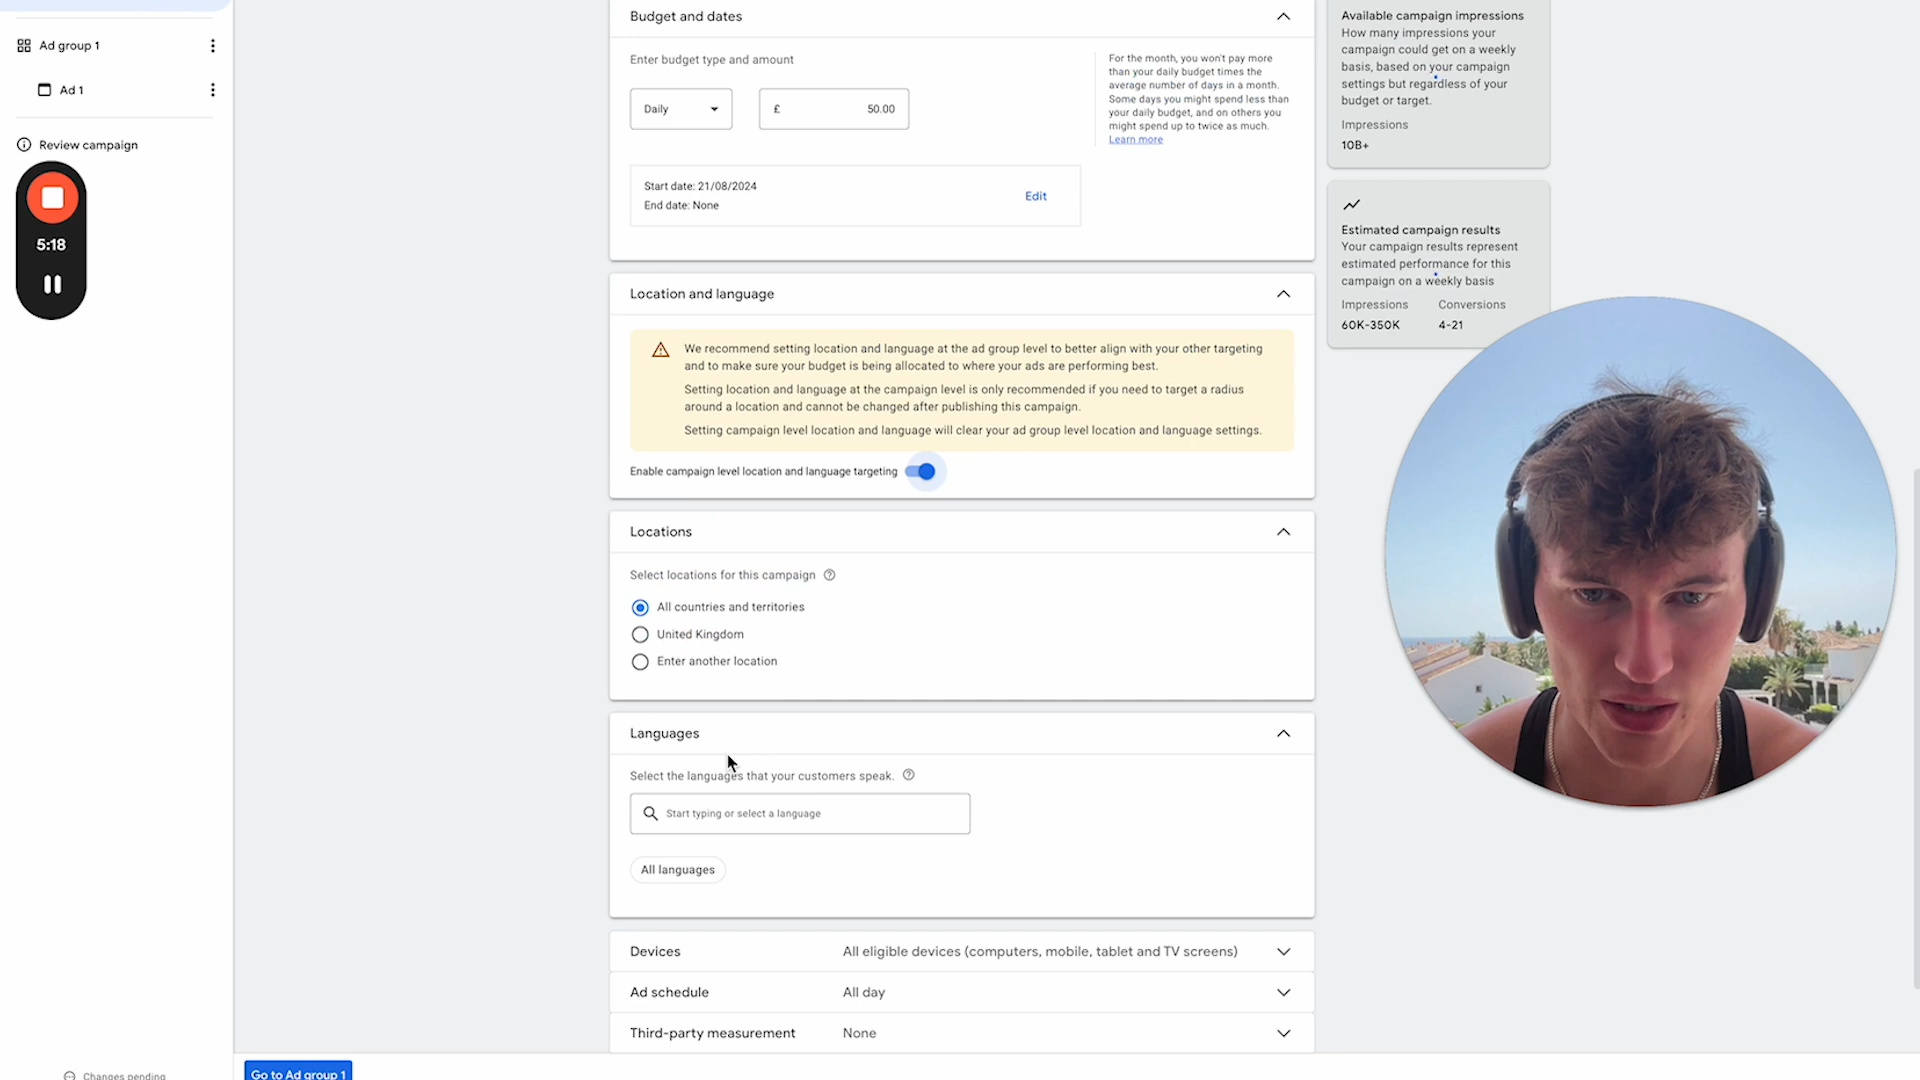 Ad group 1
Ad 1
Review campaign
5:18
Changes pending
Budget and dates
Enter budget type and amount
Daily
£ 50.00
For the month, you won't pay more
than your daily budget times the
average number of days in a month.
Some days you might spend less than
your daily budget, and on others you
might spend up to twice as much.
Learn more
Start date: 21/08/2024
End date: None
Edit
Location and language
We recommend setting location and language at the ad group level to better align with your other targeting
and to make sure your budget is being allocated to where your ads are performing best.
Setting location and language at the campaign level is only recommended if you need to target a radius
around a location and cannot be changed after publishing this campaign.
Setting campaign level location and language will clear your ad group level location and language settings.
Enable campaign level location and language targeting
Locations
Select locations for this campaign
All countries and territories
United Kingdom
Enter another location
Languages
Select the languages that your customers speak.
Start typing or select a language
All languages
Devices All eligible devices (computers, mobile, tablet and TV screens)
Ad schedule All day
Third-party measurement None
Go to Ad group 1
Available campaign impressions
How many impressions your
campaign could get on a weekly
basis, based on your campaign
settings but regardless of your
budget or target.
Impressions
10B+
Estimated campaign results
Your campaign results represent
estimated performance for this
campaign on a weekly basis
Impressions Conversions
60K-350K 4-21